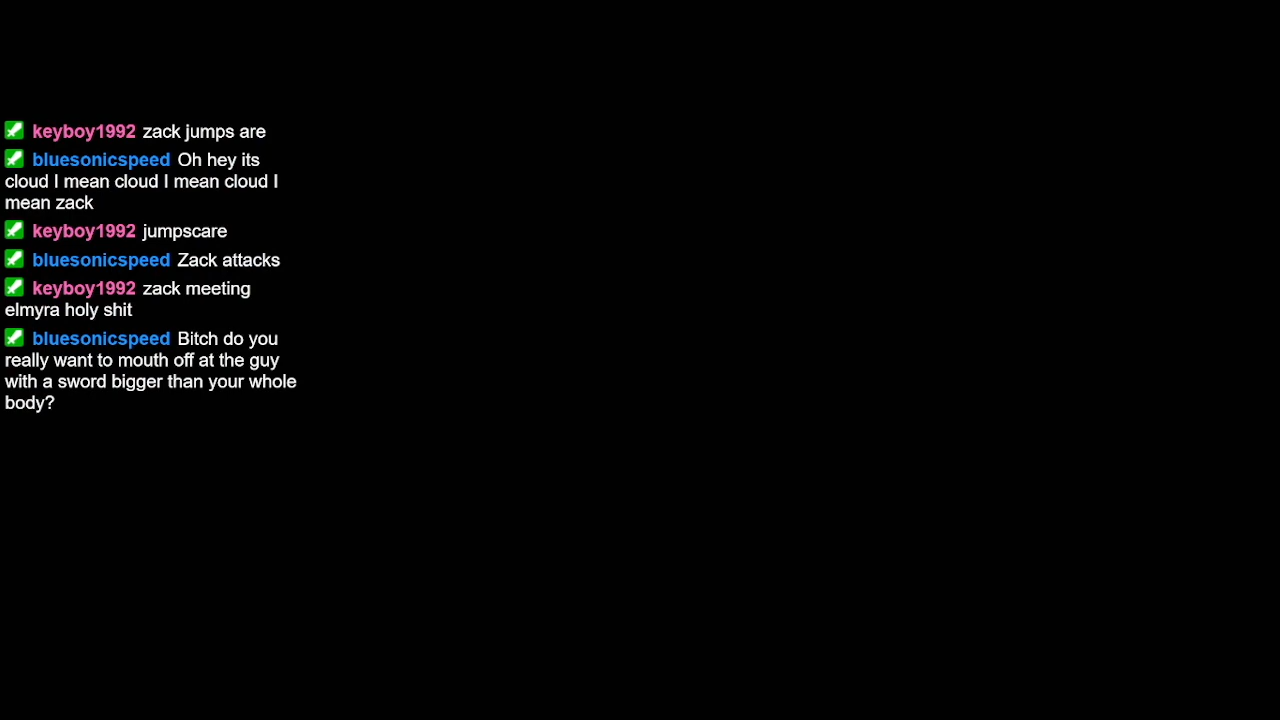 keyboy1992 zack jumps are
bluesonicspeed Oh hey its
cloud I mean cloud I mean cloud I
mean zack
keyboy1992 jumpscare
bluesonicspeed Zack attacks
keyboy1992 zack meeting
elmyra holy shit
bluesonicspeed Bitch do you
really want to mouth off at the guy
with a sword bigger than your whole
body?